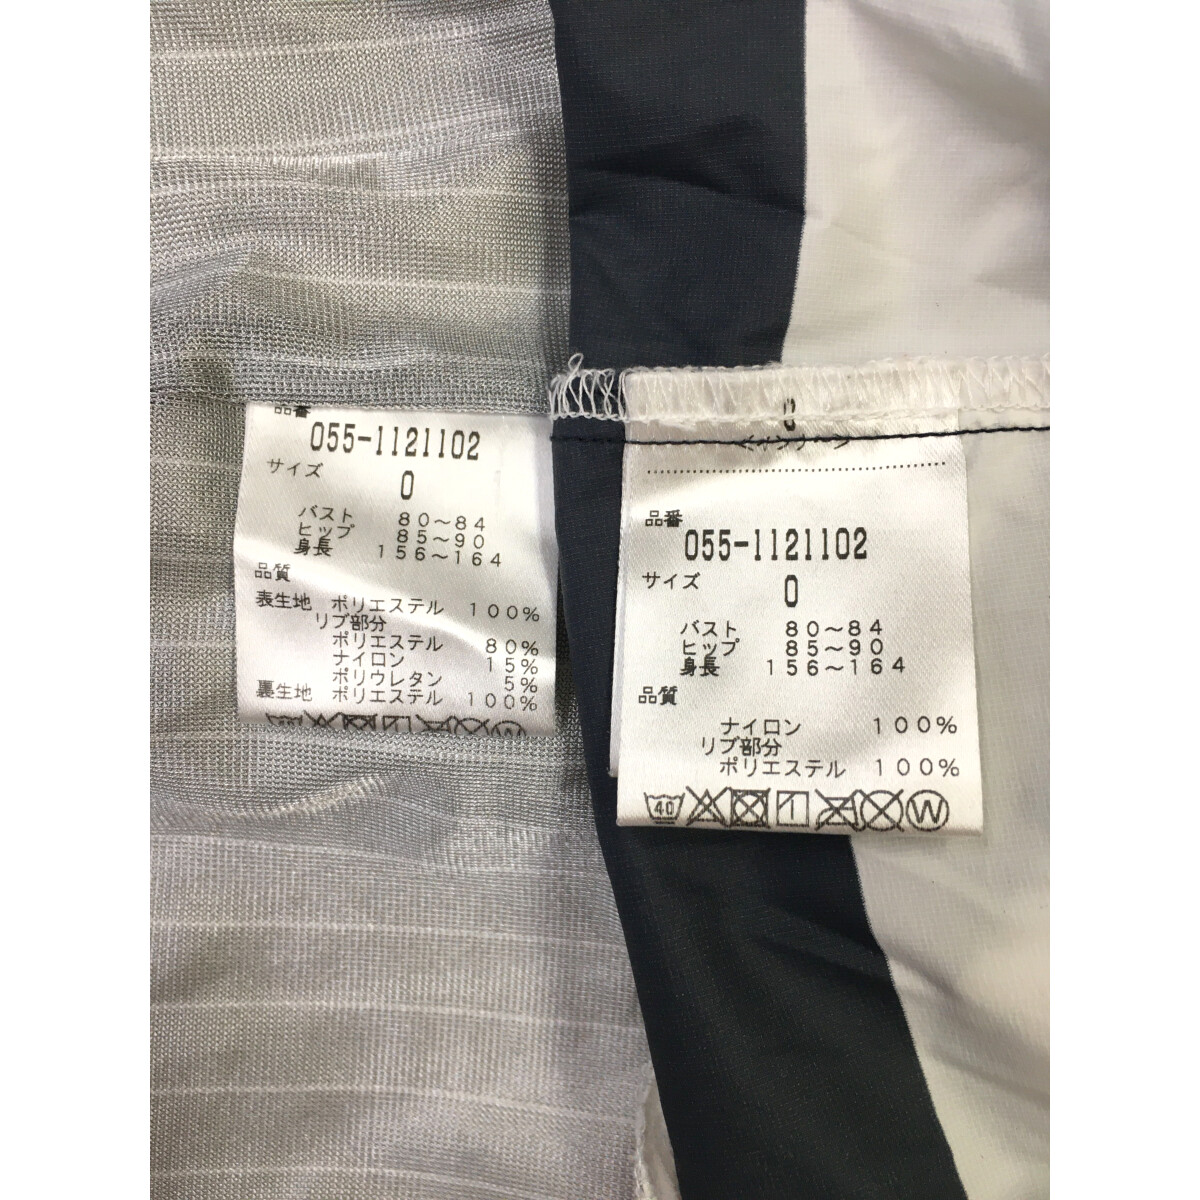 品番
055-1121102
サイズ
0
バスト 80～84
ヒップ 85～90
身長 156～164
品質
表生地 ポリエステル 100%
リブ部分
ポリエステル 80%
ナイロン 15%
ポリウレタン 5%
裏生地 ポリエステル 100%
品番
055-1121102
サイズ
0
バスト 80～84
ヒップ 85～90
身長 156～164
品質
ナイロン 100%
リブ部分
ポリエステル 100%
40 W